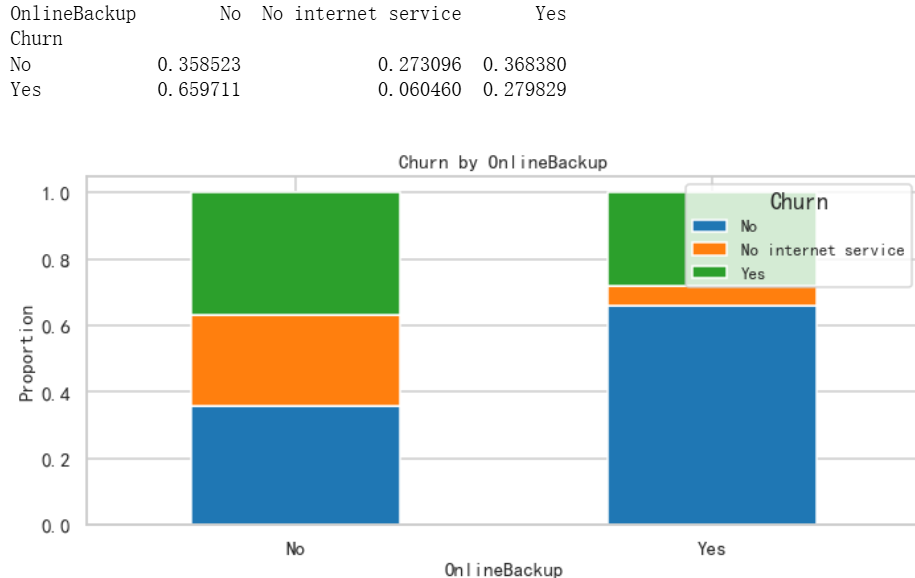 OnlineBackup No No internet service Yes
Churn
No 0.358523 0.273096 0.368380
Yes 0.659711 0.060460 0.279829
Churn by OnlineBackup
Churn
No
No internet service
Yes
Proportion
1.0
0.8
0.6
0.4
0.2
0.0
No Yes
OnlineBackup